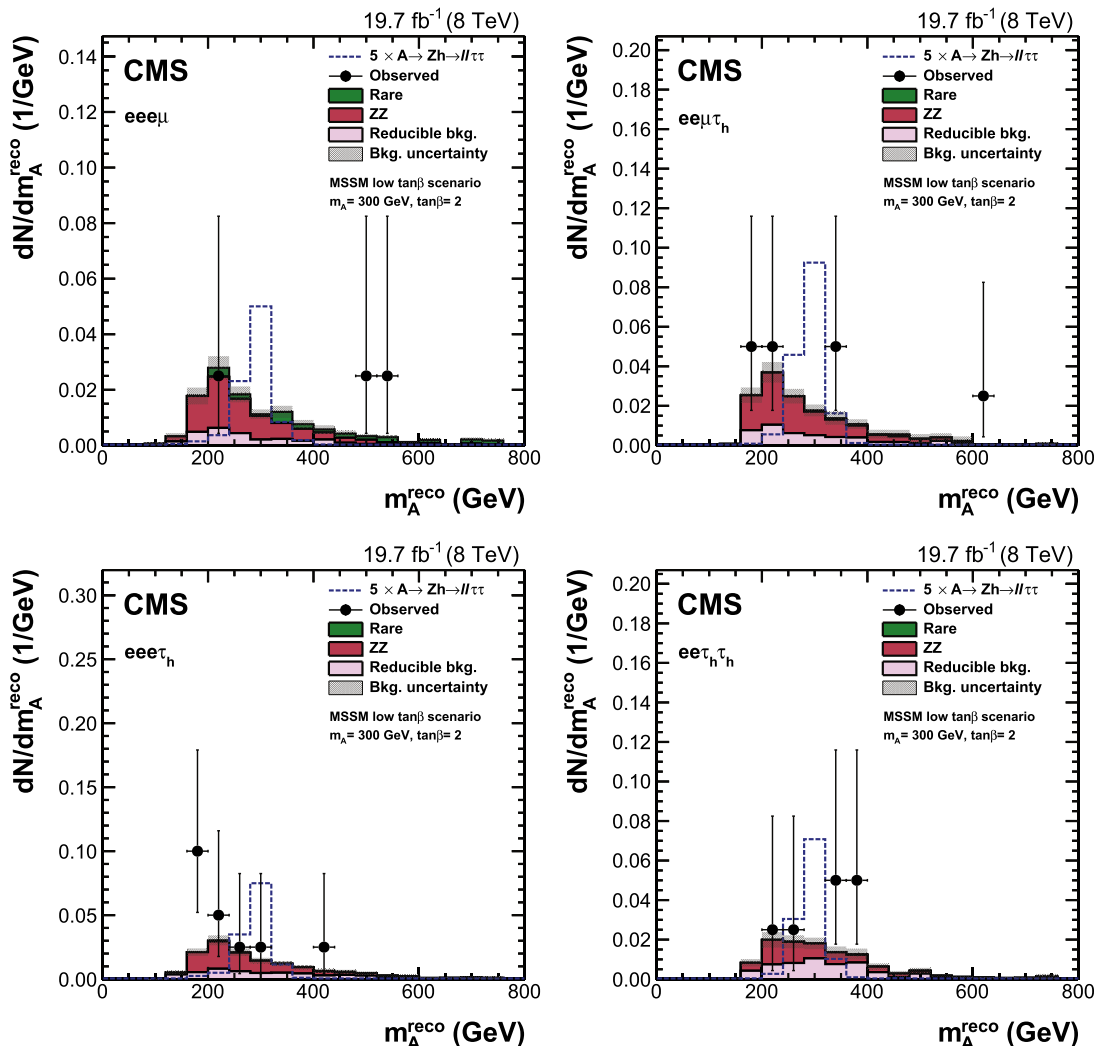 19.7 fb⁻¹ (8 TeV)
dN/dm_A^reco (1/GeV)
0.14
0.12
0.10
0.08
0.06
0.04
0.02
0.00
CMS
eeeμ
5 × A→ Zh→llττ
Observed
Rare
ZZ
Reducible bkg.
Bkg. uncertainty
MSSM low tanβ scenario
m_A= 300 GeV, tanβ= 2
0 200 400 600 800
m_A^reco (GeV)
19.7 fb⁻¹ (8 TeV)
dN/dm_A^reco (1/GeV)
0.20
0.18
0.16
0.14
0.12
0.10
0.08
0.06
0.04
0.02
0.00
CMS
eeμτ_h
5 × A→ Zh→llττ
Observed
Rare
ZZ
Reducible bkg.
Bkg. uncertainty
MSSM low tanβ scenario
m_A= 300 GeV, tanβ= 2
0 200 400 600 800
m_A^reco (GeV)
19.7 fb⁻¹ (8 TeV)
dN/dm_A^reco (1/GeV)
0.30
0.25
0.20
0.15
0.10
0.05
0.00
CMS
eeeτ_h
5 × A→ Zh→llττ
Observed
Rare
ZZ
Reducible bkg.
Bkg. uncertainty
MSSM low tanβ scenario
m_A= 300 GeV, tanβ= 2
0 200 400 600 800
m_A^reco (GeV)
19.7 fb⁻¹ (8 TeV)
dN/dm_A^reco (1/GeV)
0.20
0.18
0.16
0.14
0.12
0.10
0.08
0.06
0.04
0.02
0.00
CMS
eeτ_hτ_h
5 × A→ Zh→llττ
Observed
Rare
ZZ
Reducible bkg.
Bkg. uncertainty
MSSM low tanβ scenario
m_A= 300 GeV, tanβ= 2
0 200 400 600 800
m_A^reco (GeV)